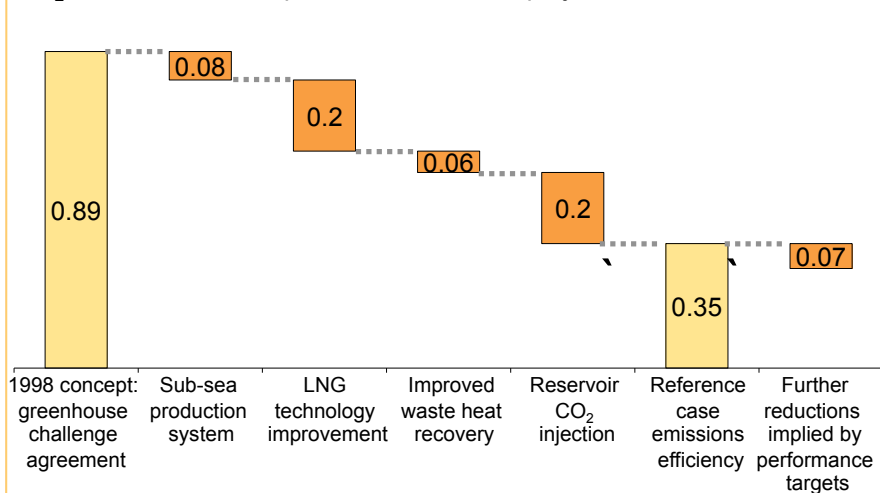 0.08
0.2
0.06
0.89
0.2
0.07
0.35
1998 concept:
greenhouse
challenge
agreement
Sub-sea
production
system
LNG
technology
improvement
Improved
waste heat
recovery
Reservoir
CO₂
injection
Reference
case
emissions
efficiency
Further
reductions
implied by
performance
targets